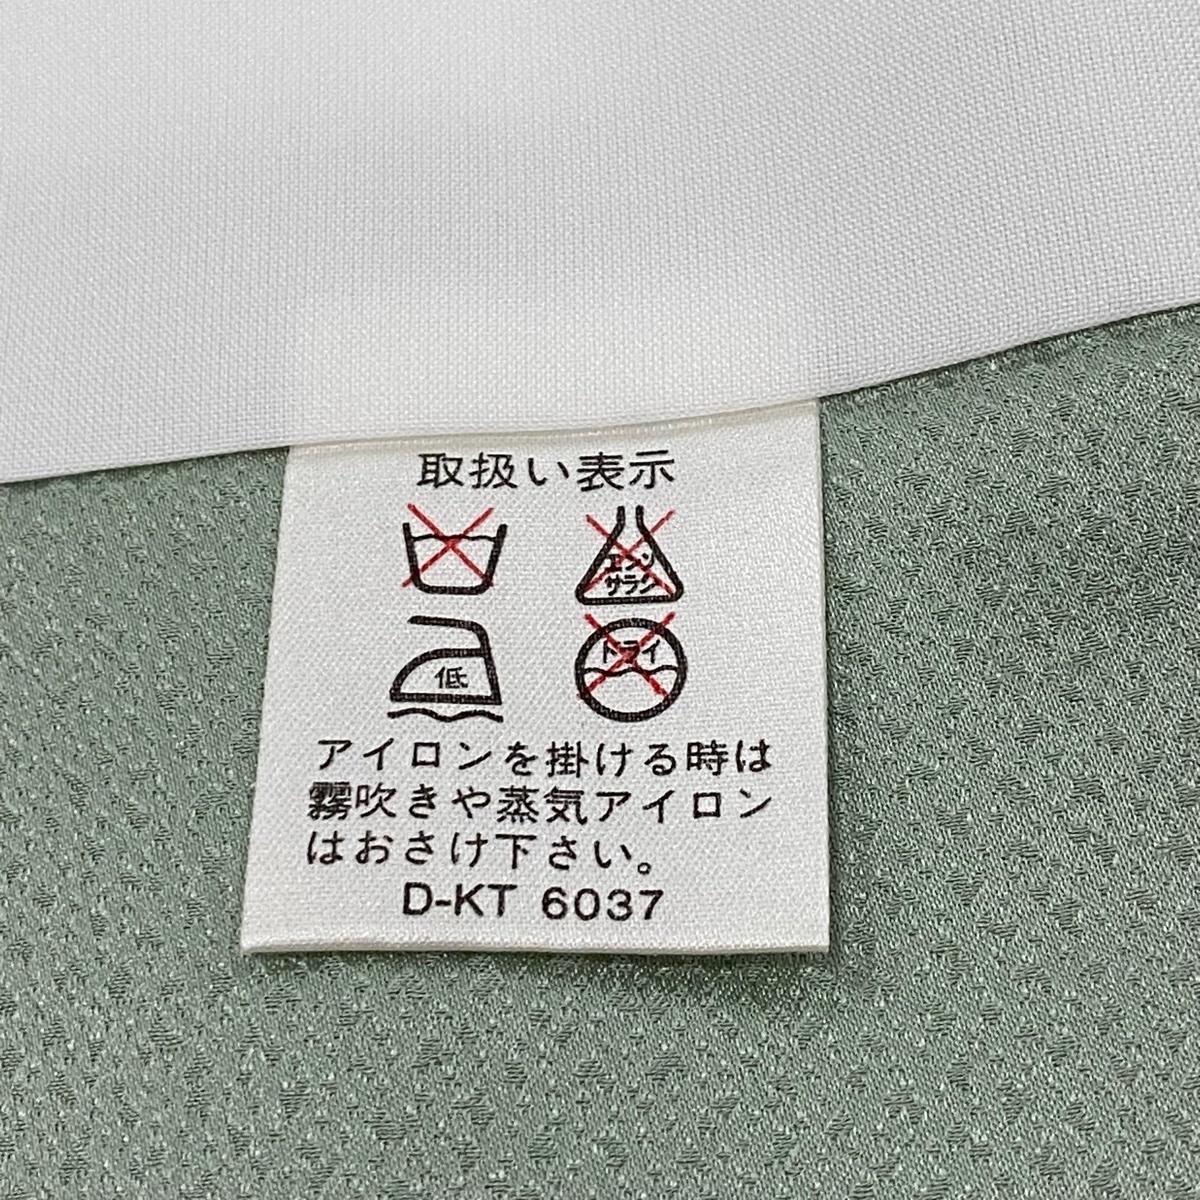 取扱い表示
エンソ
サラシ
低
ドライ
アイロンを掛ける時は
霧吹きや蒸気アイロン
はおさけ下さい。
D-KT 6037